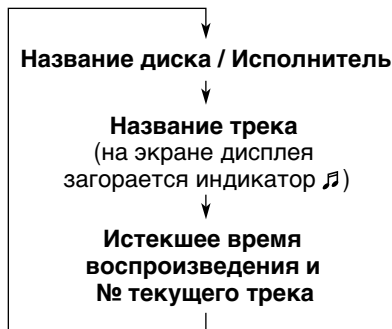 Название диска / Исполнитель
Название трека
(на экране дисплея
загорается индикатор ♬)
Истекшее время
воспроизведения и
№ текущего трека